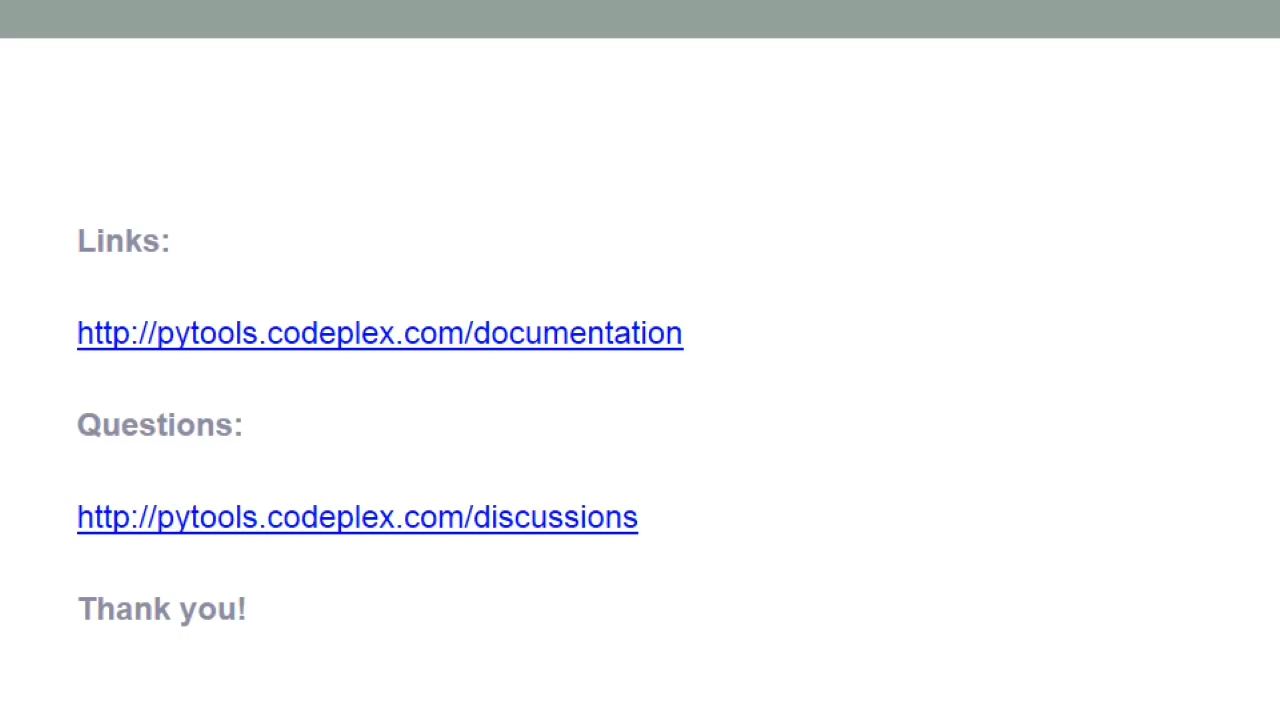 Links:
http://pytools.codeplex.com/documentation
Questions:
http://pytools.codeplex.com/discussions
Thank you!